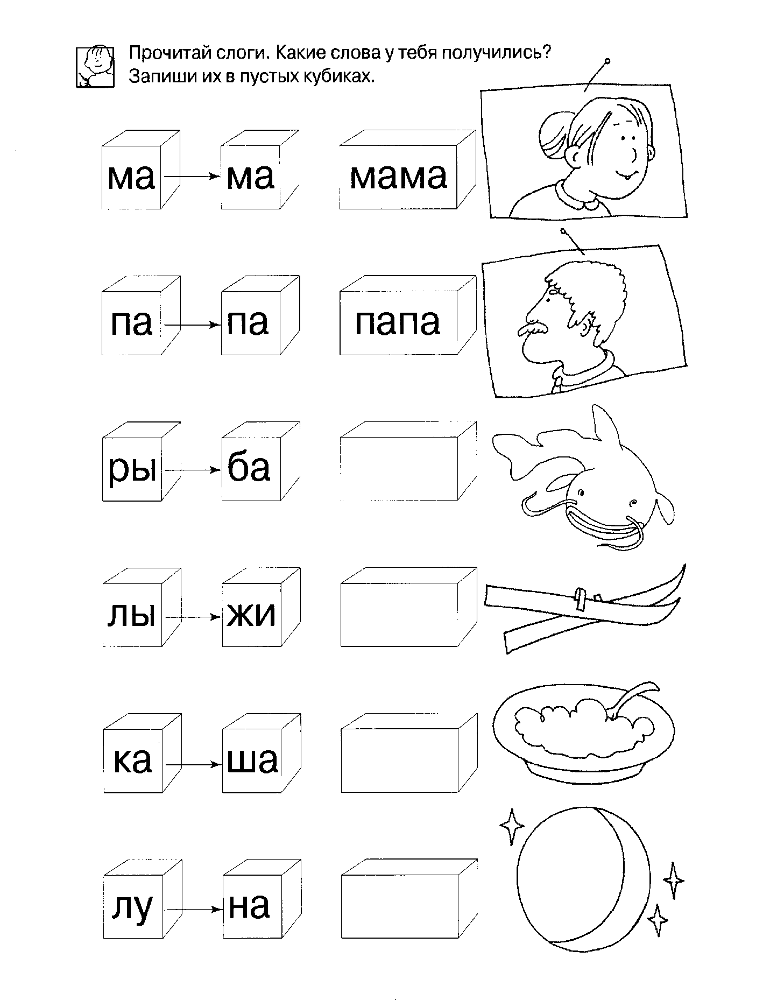 Прочитай слоги. Какие слова у тебя получились?
Запиши их в пустых кубиках.
ма ма мама
па па папа
ры ба
лы жи
ка ша
лу на